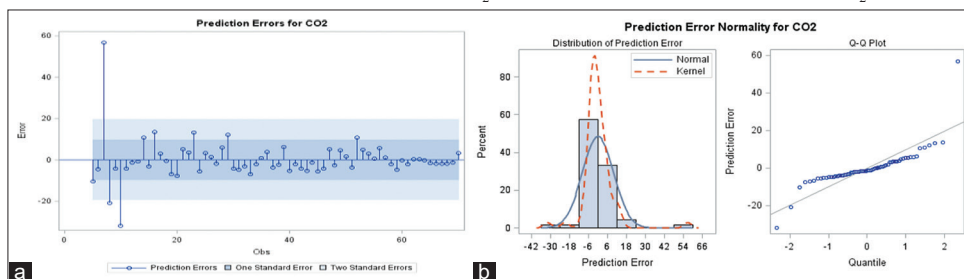 2
2
Prediction Errors for CO2
60
40
20
0
-20
Error
0
20
40
60
Obs
Prediction Errors
One Standard Error
Two Standard Errors
a
Prediction Error Normality for CO2
Distribution of Prediction Error
Normal
Kernel
80
60
40
20
0
Percent
-42 -30 -18 -6 6 18 30 42 54 66
Prediction Error
b
Q-Q Plot
60
40
20
0
-20
Prediction Error
-2 -1 0 1 2
Quantile